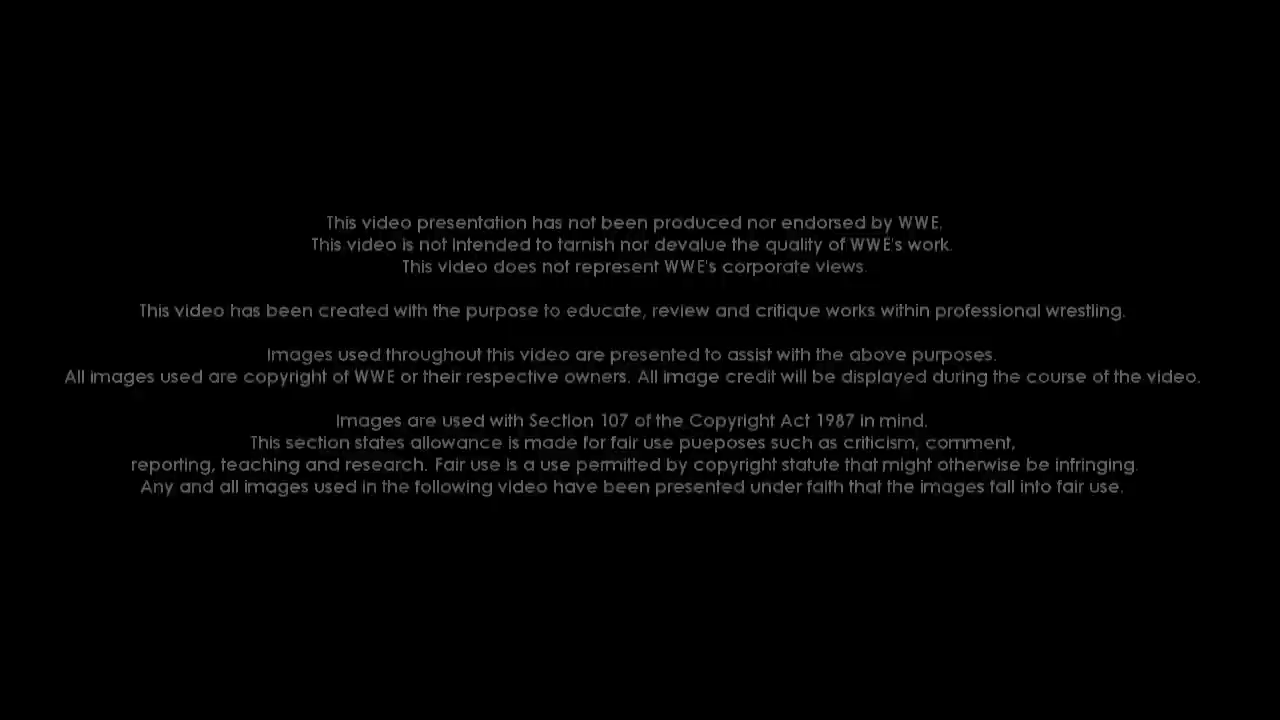 This video presentation has not been produced nor endorsed by WWE.
This video is not intended to tarnish nor devalue the quality of WWE's work.
This video does not represent WWE's corporate views.
This video has been created with the purpose to educate, review and critique works within professional wrestling.
Images used throughout this video are presented to assist with the above purposes.
All images used are copyright of WWE or their respective owners. All image credit will be displayed during the course of the video.
Images are used with Section 107 of the Copyright Act 1987 in mind.
This section states allowance is made for fair use pueposes such as criticism, comment,
reporting, teaching and research. Fair use is a use permitted by copyright statute that might otherwise be infringing.
Any and all images used in the following video have been presented under faith that the images fall into fair use.